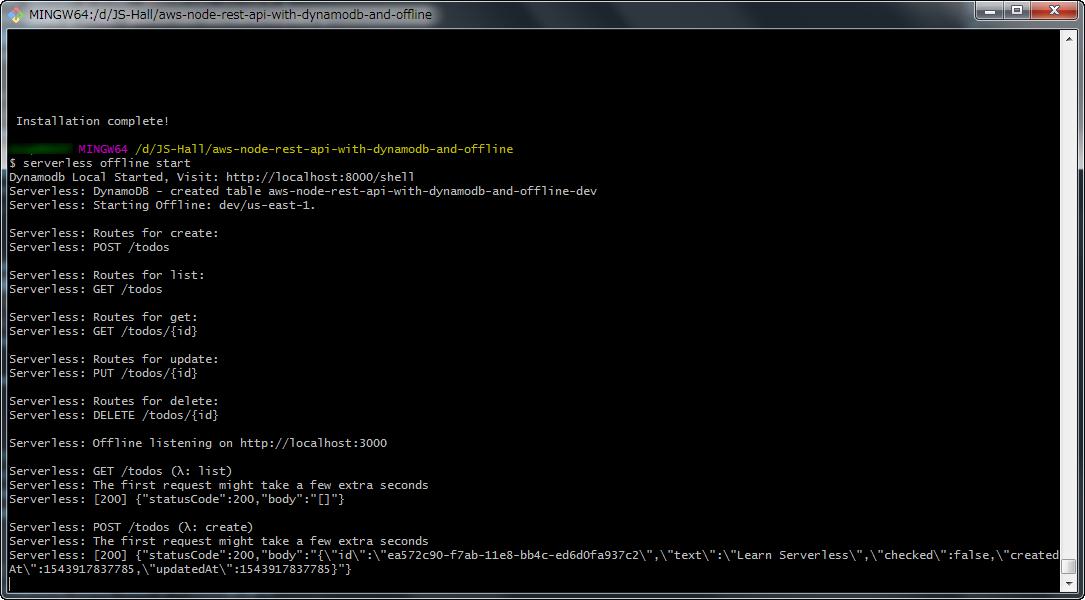 MINGW64:/d/JS-Hall/aws-node-rest-api-with-dynamodb-and-offline
Installation complete!
MINGW64 /d/JS-Hall/aws-node-rest-api-with-dynamodb-and-offline
$ serverless offline start
Dynamodb Local Started, Visit: http://localhost:8000/shell
Serverless: DynamoDB - created table aws-node-rest-api-with-dynamodb-and-offline-dev
Serverless: Starting Offline: dev/us-east-1.
Serverless: Routes for create:
Serverless: POST /todos
Serverless: Routes for list:
Serverless: GET /todos
Serverless: Routes for get:
Serverless: GET /todos/{id}
Serverless: Routes for update:
Serverless: PUT /todos/{id}
Serverless: Routes for delete:
Serverless: DELETE /todos/{id}
Serverless: Offline listening on http://localhost:3000
Serverless: GET /todos (λ: list)
Serverless: The first request might take a few extra seconds
Serverless: [200] {"statusCode":200,"body":"[]"}
Serverless: POST /todos (λ: create)
Serverless: The first request might take a few extra seconds
Serverless: [200] {"statusCode":200,"body":"{\"id\":\"ea572c90-f7ab-11e8-bb4c-ed6d0fa937c2\",\"text\":\"Learn Serverless\",\"checked\":false,\"created
At\":1543917837785,\"updatedAt\":1543917837785}"}